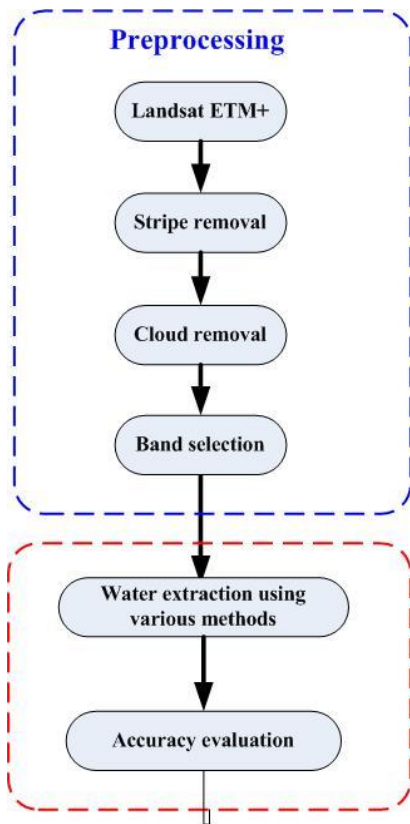 Preprocessing
Landsat ETM+
Stripe removal
Cloud removal
Band selection
Water extraction using
various methods
Accuracy evaluation